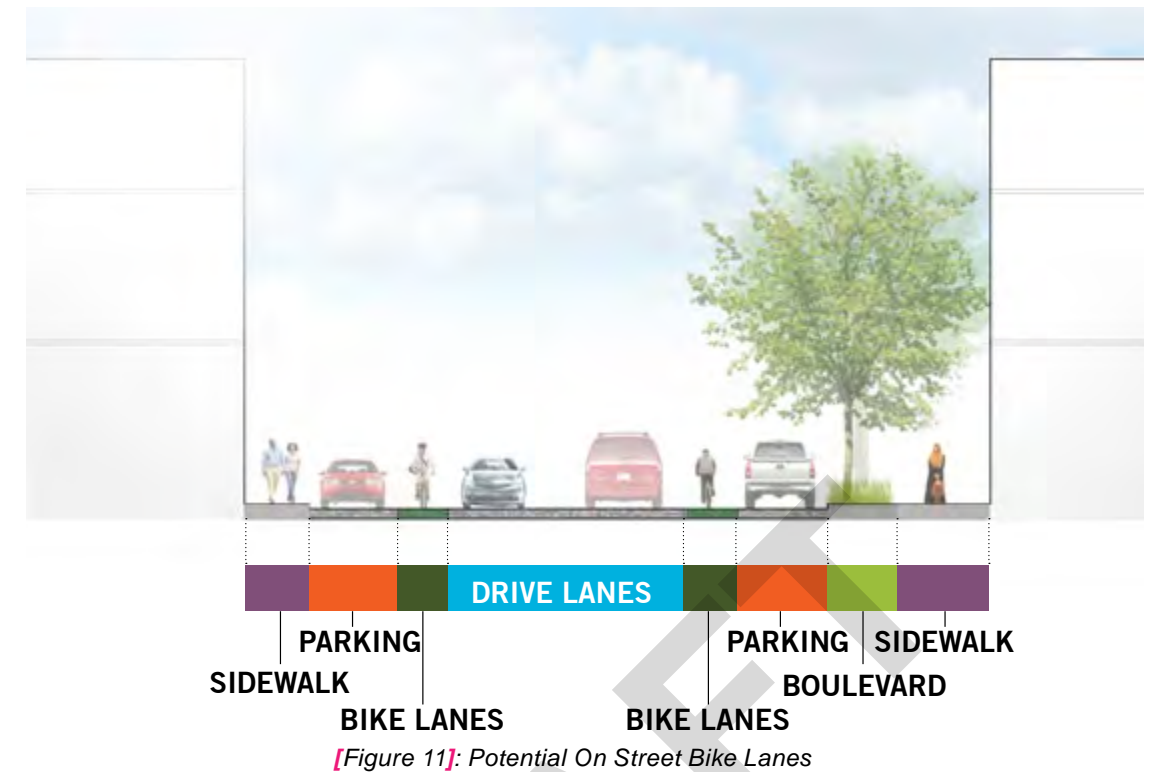 DRIVE LANES
PARKING
PARKING
SIDEWALK
SIDEWALK
BOULEVARD
BIKE LANES
BIKE LANES
[Figure 11]: Potential On Street Bike Lanes